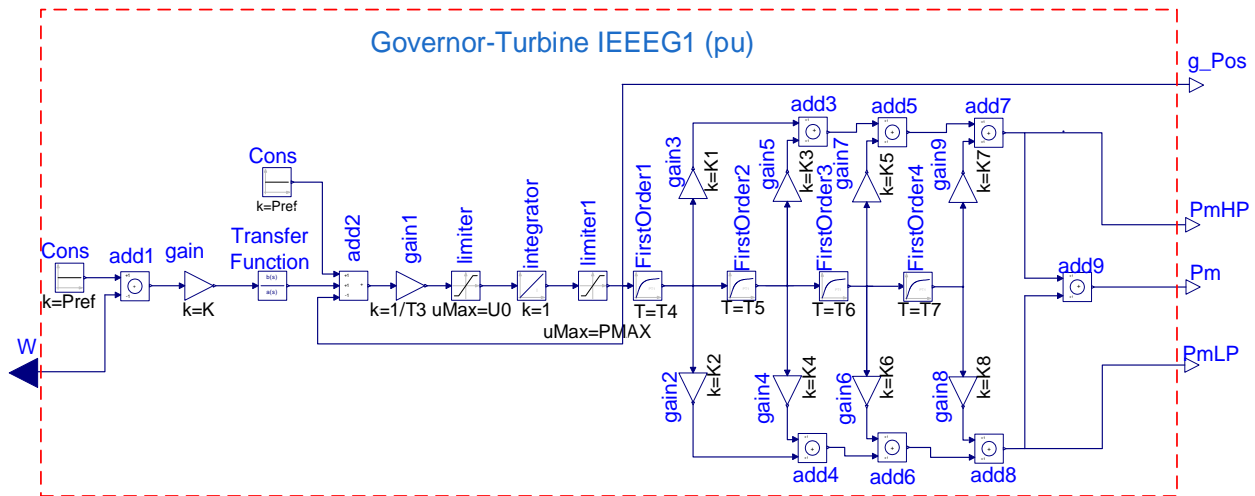 Governor-Turbine IEEEG1 (pu)
g_Pos
add3
add5
add7
gain3
k=K1
gain5
k=K3
gain7
k=K5
gain9
k=K7
Cons
k=Pref
add2
gain1
limiter
integrator
limiter1
FirstOrder1
FirstOrder2
FirstOrder3
FirstOrder4
PmHP
Cons
add1
gain
Transfer
Function
b(s)
a(s)
add9
Pm
k=Pref
k=K
k=1/T3
uMax=U0
k=1
T=T4
T=T5
T=T6
T=T7
uMax=PMAX
W
PmLP
gain2
k=K2
gain4
k=K4
gain6
k=K6
gain8
k=K8
add4
add6
add8